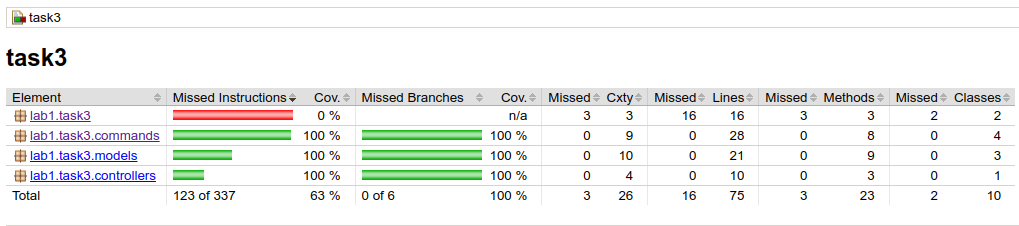 task3
task3
Element Missed Instructions Cov. Missed Branches Cov. Missed Cxty Missed Lines Missed Methods Missed Classes
lab1.task3 0 % n/a 3 3 16 16 3 3 2 2
lab1.task3.commands 100 % 100 % 0 9 0 28 0 8 0 4
lab1.task3.models 100 % 100 % 0 10 0 21 0 9 0 3
lab1.task3.controllers 100 % 100 % 0 4 0 10 0 3 0 1
Total 123 of 337 63 % 0 of 6 100 % 3 26 16 75 3 23 2 10